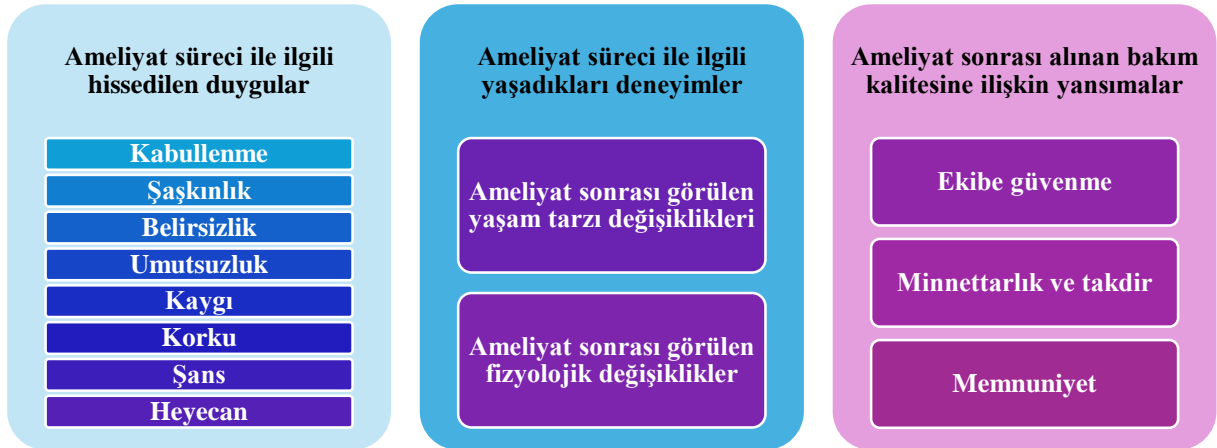 Ameliyat süreci ile ilgili
hissedilen duygular
Kabullenme
Şaşkınlık
Belirsizlik
Umutsuzluk
Kaygı
Korku
Şans
Heyecan
Ameliyat süreci ile ilgili
yaşadıkları deneyimler
Ameliyat sonrası görülen
yaşam tarzı değişiklikleri
Ameliyat sonrası görülen
fizyolojik değişiklikler
Ameliyat sonrası alınan bakım
kalitesine ilişkin yansımalar
Ekibe güvenme
Minnettarlık ve takdir
Memnuniyet